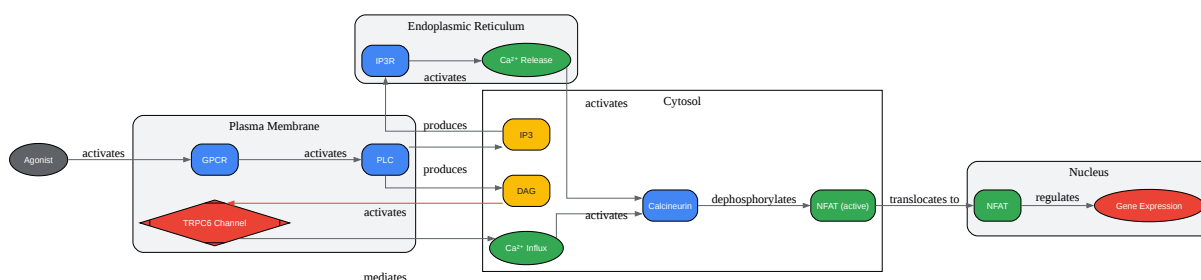 Endoplasmic Reticulum
IP3R
Ca²⁺ Release
activates
activates
Cytosol
Plasma Membrane
produces
IP3
Agonist
activates
GPCR
activates
PLC
produces
DAG
activates
TRPC6 Channel
Ca²⁺ Influx
activates
mediates
Calcineurin
dephosphorylates
NFAT (active)
translocates to
Nucleus
NFAT
regulates
Gene Expression